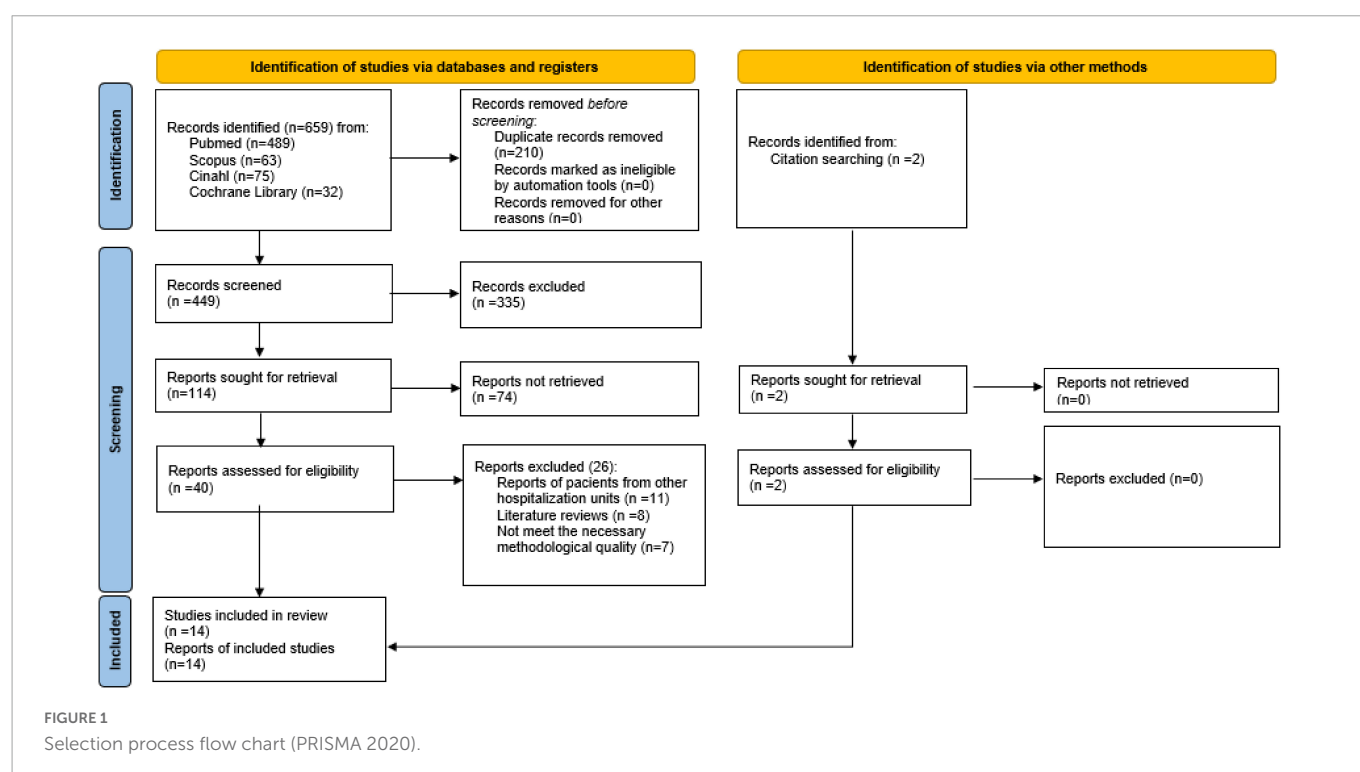 Identification of studies via databases and registers
Identification of studies via other methods
Identification
Records identified (n=659) from:
Pubmed (n=489)
Scopus (n=63)
Cinahl (n=75)
Cochrane Library (n=32)
Records removed before
screening:
Duplicate records removed
(n=210)
Records marked as ineligible
by automation tools (n=0)
Records removed for other
reasons (n=0)
Records identified from:
Citation searching (n =2)
Screening
Records screened
(n =449)
Records excluded
(n =335)
Reports sought for retrieval
(n=114)
Reports not retrieved
(n =74)
Reports sought for retrieval
(n =2)
Reports not retrieved
(n=0)
Reports assessed for eligibility
(n =40)
Reports excluded (26):
Reports of pacients from other
hospitalization units (n =11)
Literature reviews (n =8)
Not meet the necessary
methodological quality (n=7)
Reports assessed for eligibility
(n =2)
Reports excluded (n=0)
Included
Studies included in review
(n =14)
Reports of included studies
(n=14)
FIGURE 1
Selection process flow chart (PRISMA 2020).